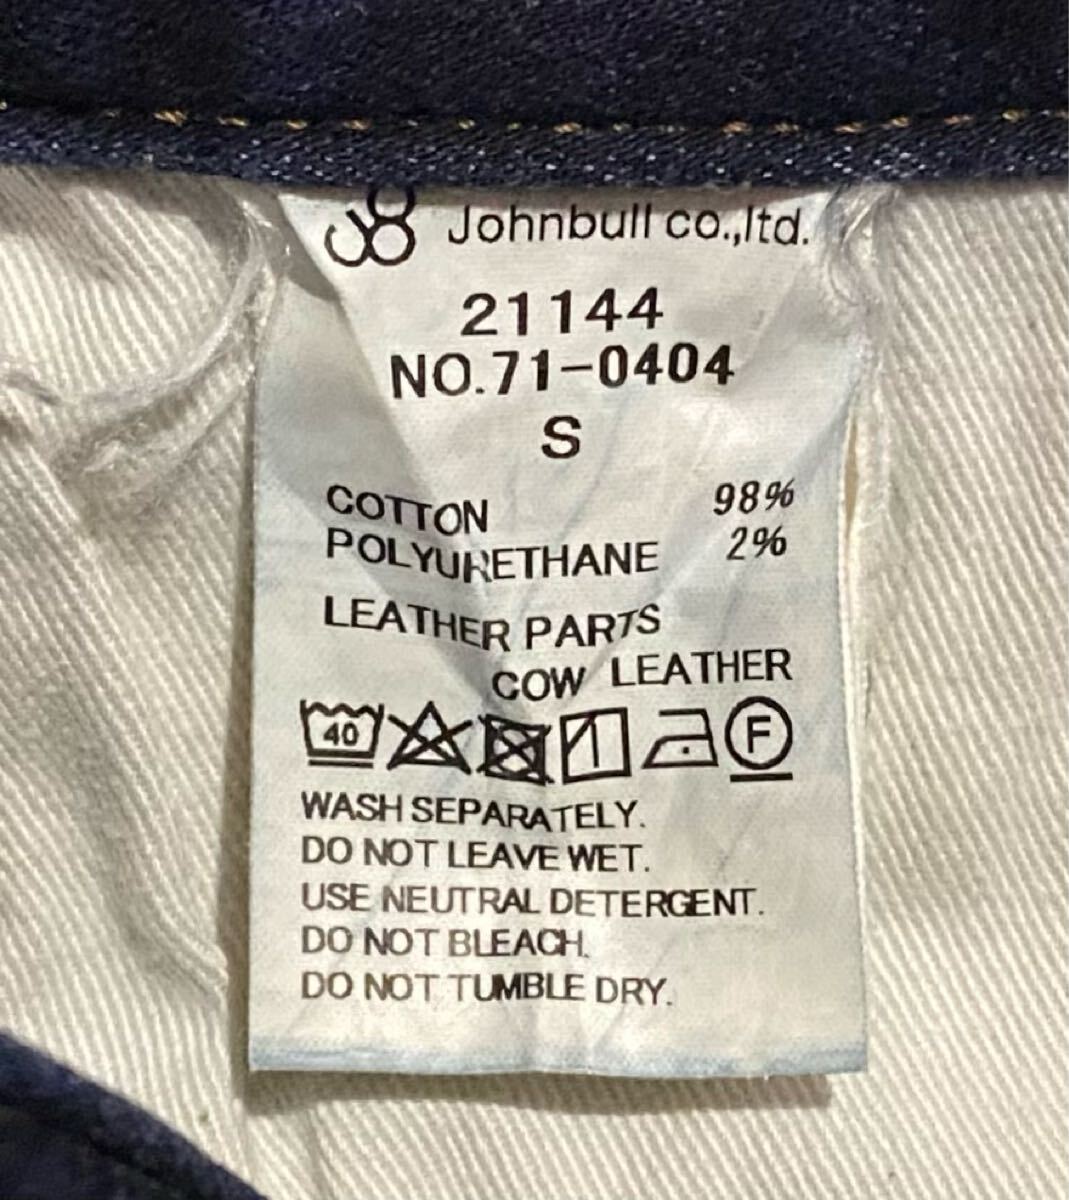 Johnbull co.,ltd.
21144
NO.71-0404
S
COTTON 98%
POLYURETHANE 2%
LEATHER PARTS
COW LEATHER
40 F
WASH SEPARATELY.
DO NOT LEAVE WET.
USE NEUTRAL DETERGENT.
DO NOT BLEACH.
DO NOT TUMBLE DRY.